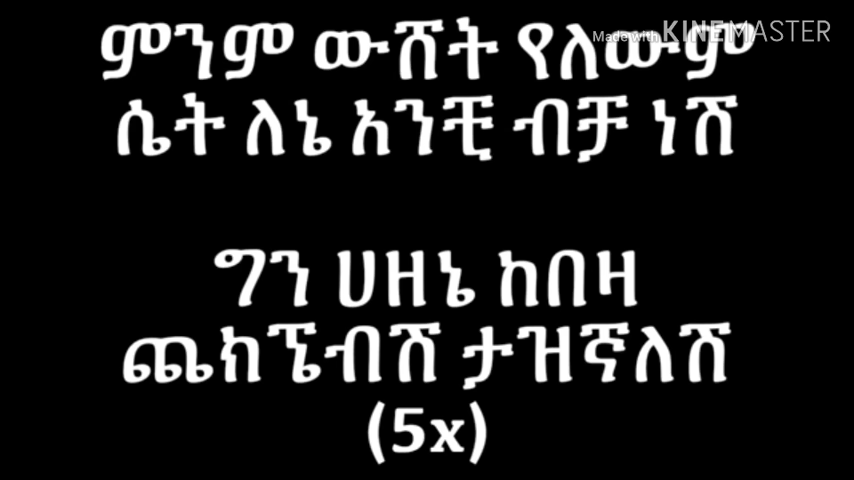 Made with KINEMASTER
ምንም ውሸት የለውም
ሴት ለኔ አንቺ ብቻ ነሽ
ግን ሀዘኔ ከበዛ
ጨክኜብሽ ታዝኛለሽ
(5x)